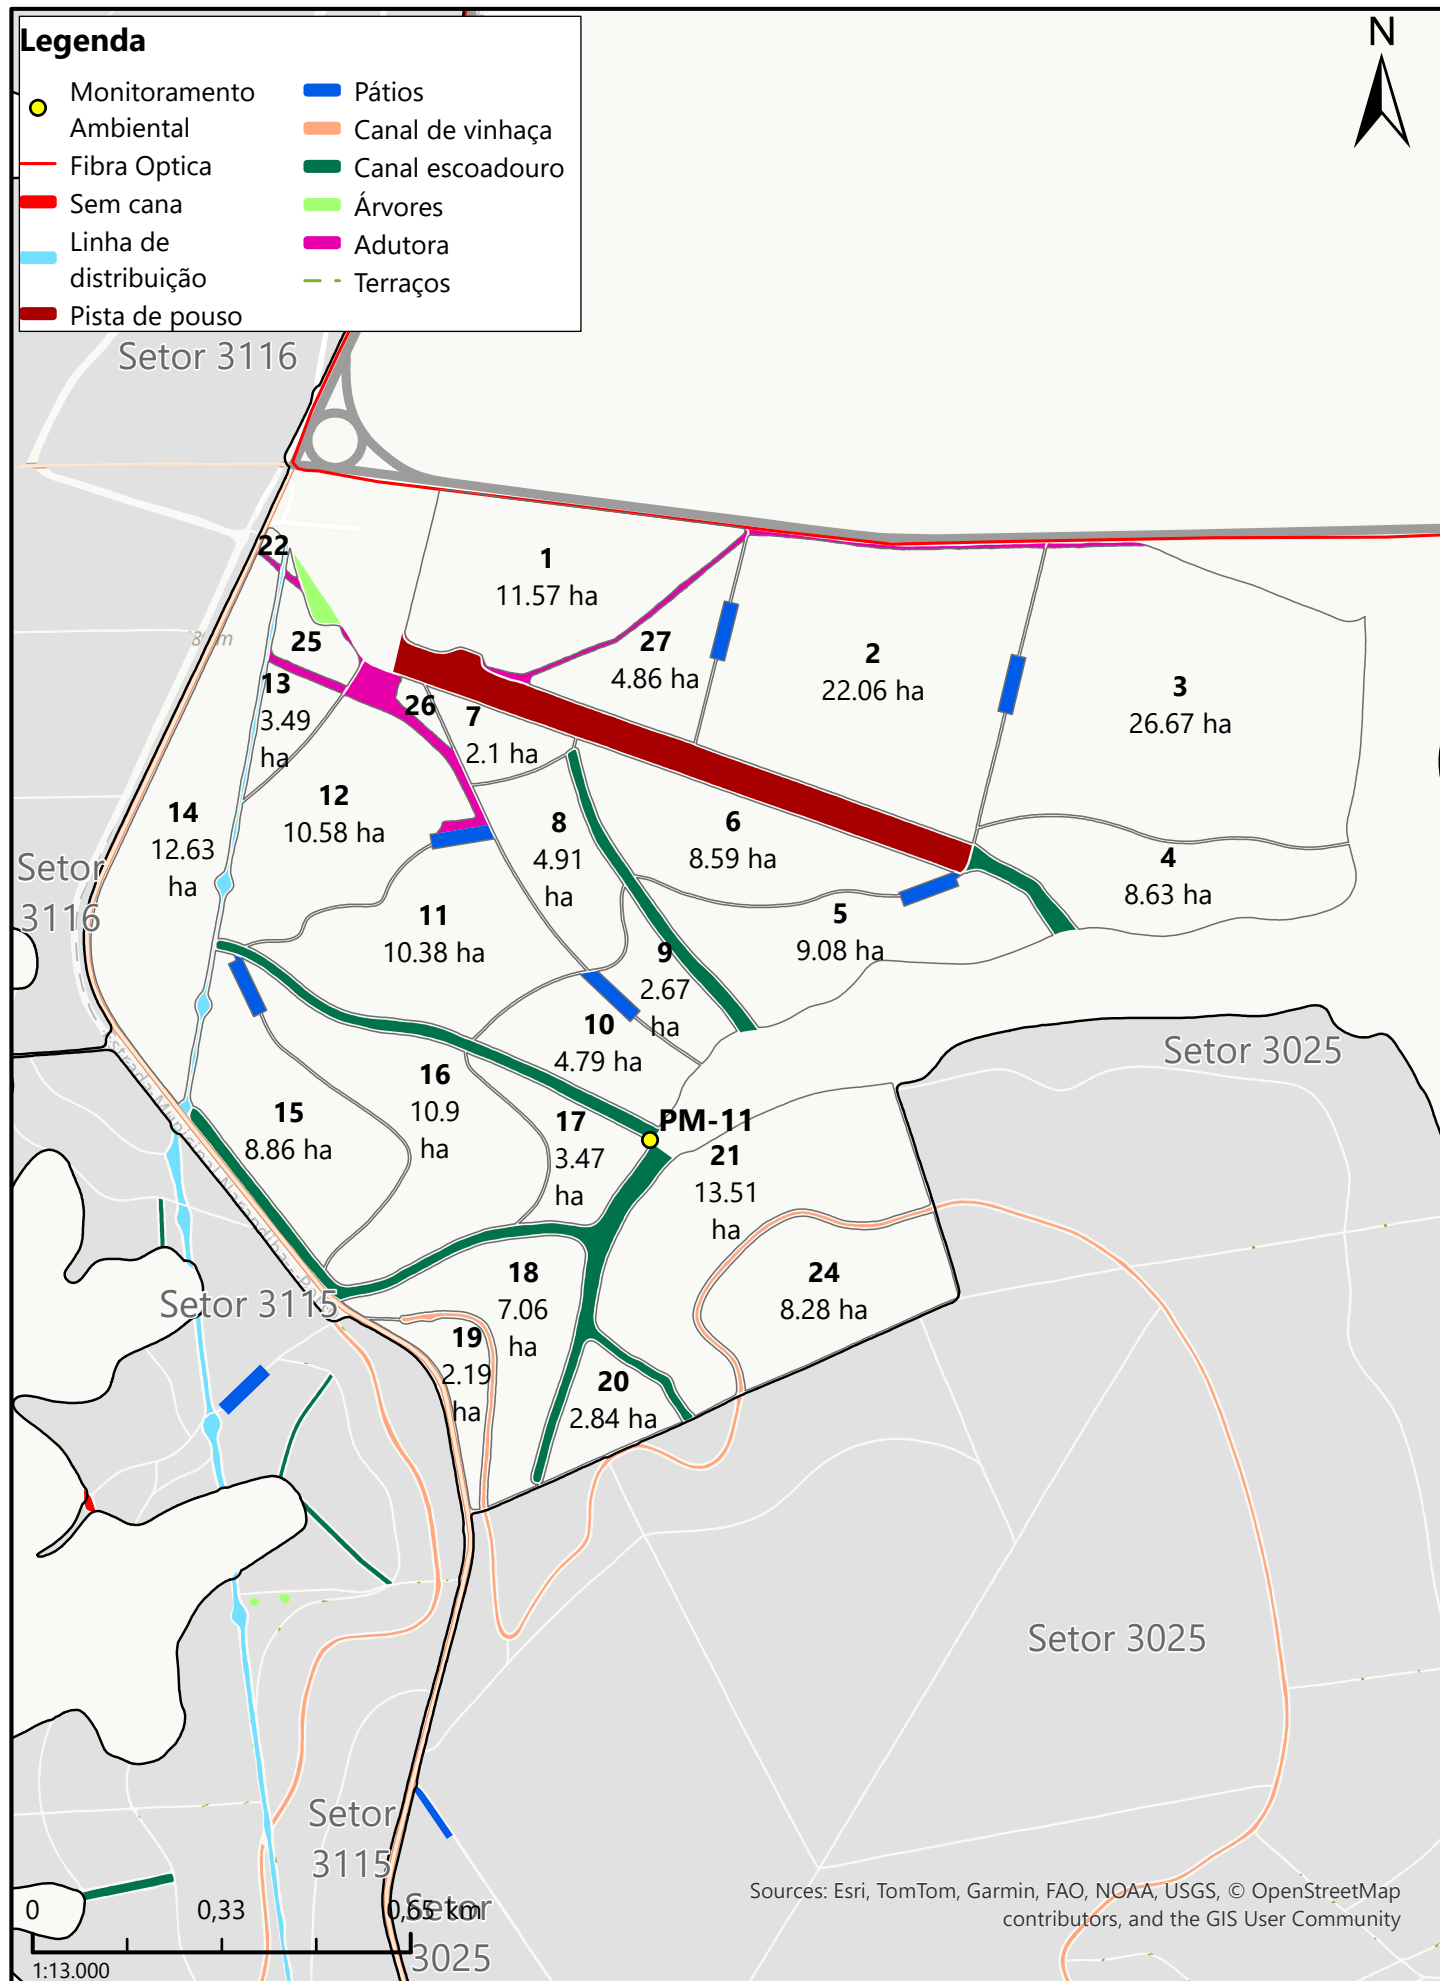 Legenda
Monitoramento
Ambiental
Fibra Optica
Sem cana
Linha de
distribuição
Pista de pouso
Pátios
Canal de vinhaça
Canal escoadouro
Árvores
Adutora
Terraços
N
Setor 3116
22
1
11.57 ha
25
27
4.86 ha
2
22.06 ha
3
26.67 ha
13
3.49
ha
26
7
2.1 ha
14
12.63
ha
12
10.58 ha
8
4.91
ha
6
8.59 ha
4
8.63 ha
Setor
3116
11
10.38 ha
5
9.08 ha
9
2.67
ha
10
4.79 ha
Setor 3025
16
10.9
ha
15
8.86 ha
17
3.47
ha
PM-11
21
13.51
ha
18
7.06
ha
24
8.28 ha
Setor 3115
19
2.19
ha
20
2.84 ha
Setor 3025
Setor
3115
Setor
3025
0
0,33
0,65 km
1:13.000
Sources: Esri, TomTom, Garmin, FAO, NOAA, USGS, © OpenStreetMap
contributors, and the GIS User Community